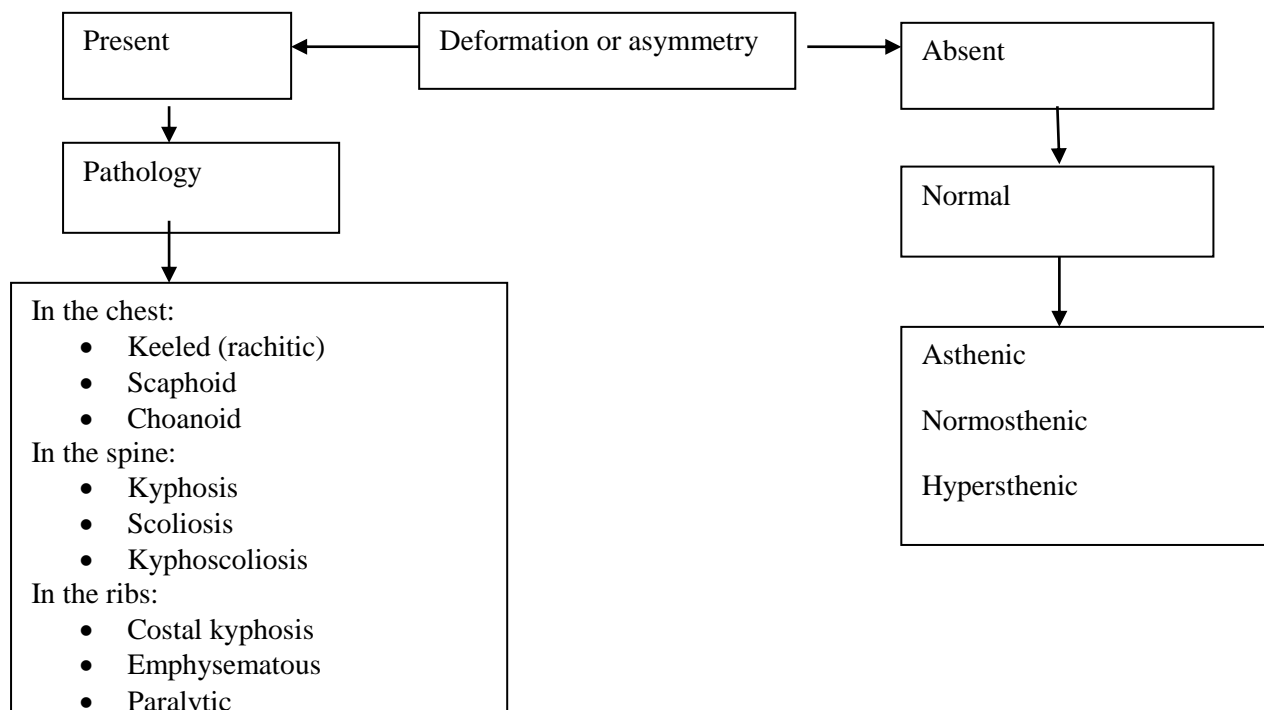 Deformation or asymmetry
Present
Pathology
In the chest:
• Keeled (rachitic)
• Scaphoid
• Choanoid
In the spine:
• Kyphosis
• Scoliosis
• Kyphoscoliosis
In the ribs:
• Costal kyphosis
• Emphysematous
• Paralytic
Absent
Normal
Asthenic
Normosthenic
Hypersthenic